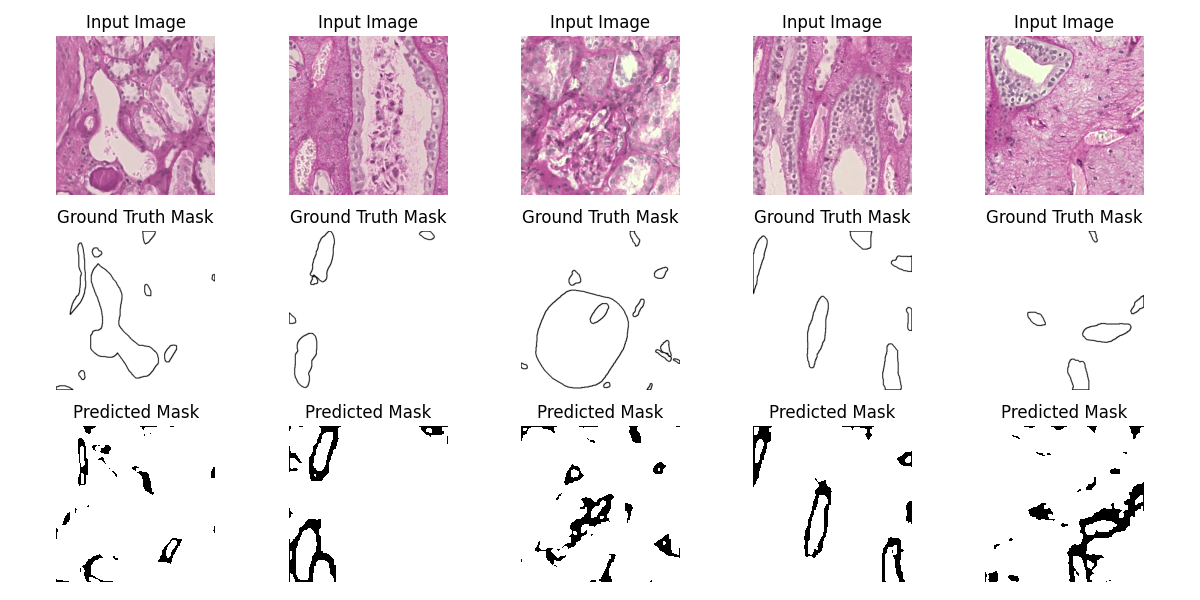 Input Image Input Image Input Image Input Image Input Image
Ground Truth Mask Ground Truth Mask Ground Truth Mask Ground Truth Mask Ground Truth Mask
Predicted Mask Predicted Mask Predicted Mask Predicted Mask Predicted Mask